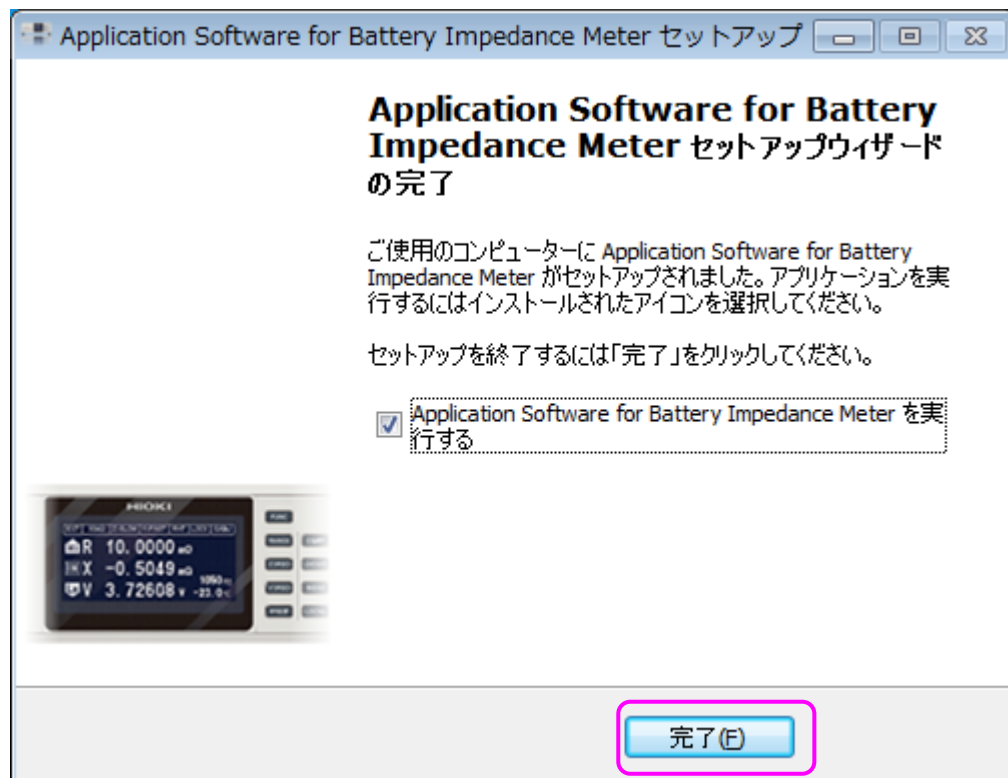 Application Software for Battery Impedance Meter セットアップ
Application Software for Battery
Impedance Meter セットアップウィザード
の完了
ご使用のコンピューターに Application Software for Battery
Impedance Meter がセットアップされました。アプリケーションを実
行するにはインストールされたアイコンを選択してください。
セットアップを終了するには「完了」をクリックしてください。
Application Software for Battery Impedance Meter を実
行する
HIOKI
R 10.0000 mΩ
X -0.5049 mΩ
V 3.72608 V -23.0
完了(F)